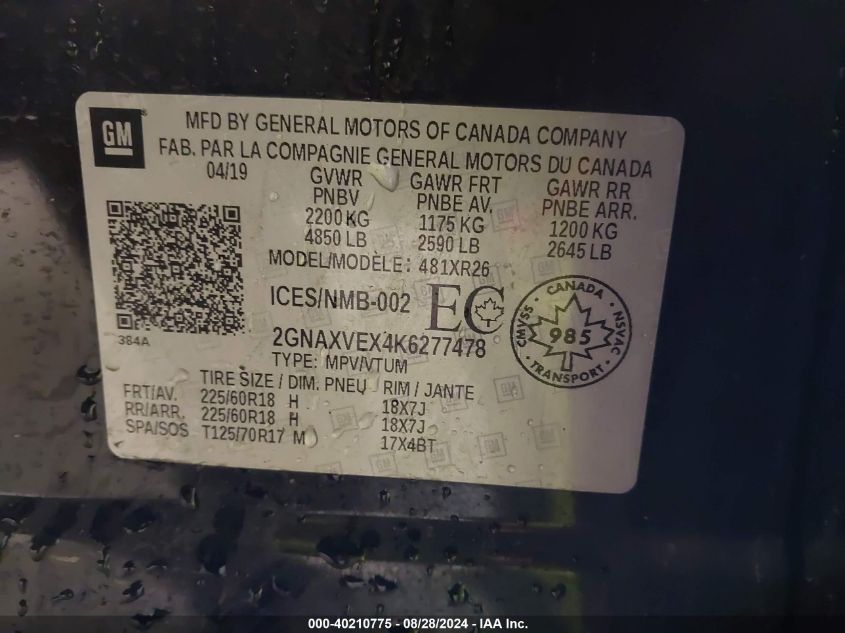 GM
MFD BY GENERAL MOTORS OF CANADA COMPANY
FAB. PAR LA COMPAGNIE GENERAL MOTORS DU CANADA
04/19 GVWR GAWR FRT GAWR RR
PNBV PNBE AV. PNBE ARR.
2200 KG 1175 KG 1200 KG
4850 LB 2590 LB 2645 LB
MODEL/MODÈLE: 481XR26
ICES/NMB-002 EC
384A
2GNAXVEX4K6277478
CANADA
CMVSS 985 NSVAC
TRANSPORT
TYPE: MPV/VTUM
TIRE SIZE / DIM. PNEU RIM / JANTE
FRT/AV. 225/60R18 H 18X7J
RR/ARR. 225/60R18 H 18X7J
SPA/SOS T125/70R17 M 17X4BT
000-40210775 - 08/28/2024 - IAA Inc.